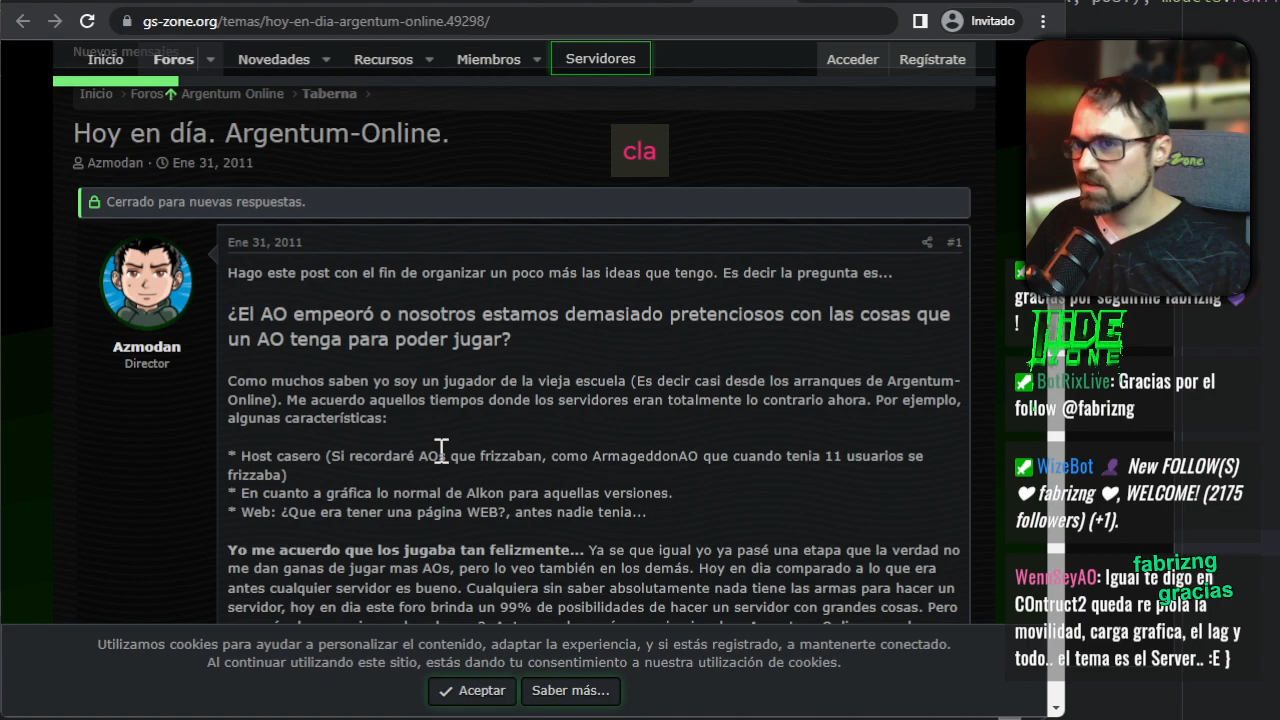 gs-zone.org/temas/hoy-en-dia-argentum-online.49298/
Invitado
Nuevos mensajes
Inicio
Foros
Novedades
Recursos
Miembros
Servidores
Acceder
Regístrate
Inicio
Foros
Argentum Online
Taberna
Hoy en día. Argentum-Online.
Azmodan
Ene 31, 2011
cla
Cerrado para nuevas respuestas.
Azmodan
Director
Ene 31, 2011
#1
Hago este post con el fin de organizar un poco más las ideas que tengo. Es decir la pregunta es...
¿El AO empeoró o nosotros estamos demasiado pretenciosos con las cosas que
un AO tenga para poder jugar?
Como muchos saben yo soy un jugador de la vieja escuela (Es decir casi desde los arranques de Argentum-
Online). Me acuerdo aquellos tiempos donde los servidores eran totalmente lo contrario ahora. Por ejemplo,
algunas características:
* Host casero (Si recordaré AOs que frizzaban, como ArmageddonAO que cuando tenia 11 usuarios se
frizzaba)
* En cuanto a gráfica lo normal de Alkon para aquellas versiones.
* Web: ¿Que era tener una página WEB?, antes nadie tenia...
Yo me acuerdo que los jugaba tan felizmente... Ya se que igual yo ya pasé una etapa que la verdad no
me dan ganas de jugar mas AOs, pero lo veo también en los demás. Hoy en dia comparado a lo que era
antes cualquier servidor es bueno. Cualquiera sin saber absolutamente nada tiene las armas para hacer un
servidor, hoy en dia este foro brinda un 99% de posibilidades de hacer un servidor con grandes cosas. Pero
Utilizamos cookies para ayudar a personalizar el contenido, adaptar la experiencia, y si estás registrado, a mantenerte conectado.
Al continuar utilizando este sitio, estás dando tu consentimiento a nuestra utilización de cookies.
Aceptar
Saber más...
gracias por seguirme fabrizng
!
HIDE
ZONE
BotRixLive: Gracias por el
follow @fabrizng
WizeBot New FOLLOW(S)
fabrizng , WELCOME! (2175
followers) (+1).
fabrizng
gracias
WennSeyAO: Igual te digo en
COntruct2 queda re piola la
movilidad, carga grafica, el lag y
todo.. el tema es el Server.. :E }